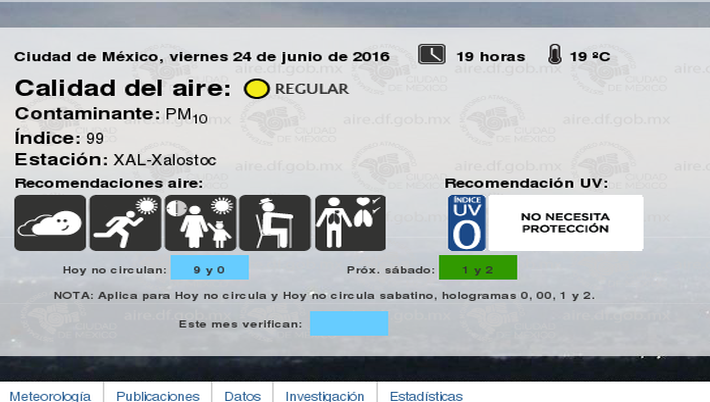 Ciudad de México, viernes 24 de junio de 2016 19 horas 19 ºC
Calidad del aire: REGULAR
Contaminante: PM10
Índice: 99
Estación: XAL-Xalostoc
Recomendaciones aire: Recomendación UV:
ÍNDICE
UV
0
NO NECESITA
PROTECCIÓN
Hoy no circulan: 9 y 0 Próx. sábado: 1 y 2
NOTA: Aplica para Hoy no circula y Hoy no circula sabatino, hologramas 0, 00, 1 y 2.
Este mes verifican:
Meteorología Publicaciones Datos Investigación Estadísticas
aire.df.gob.mx
CIUDAD
DE MÉXICO